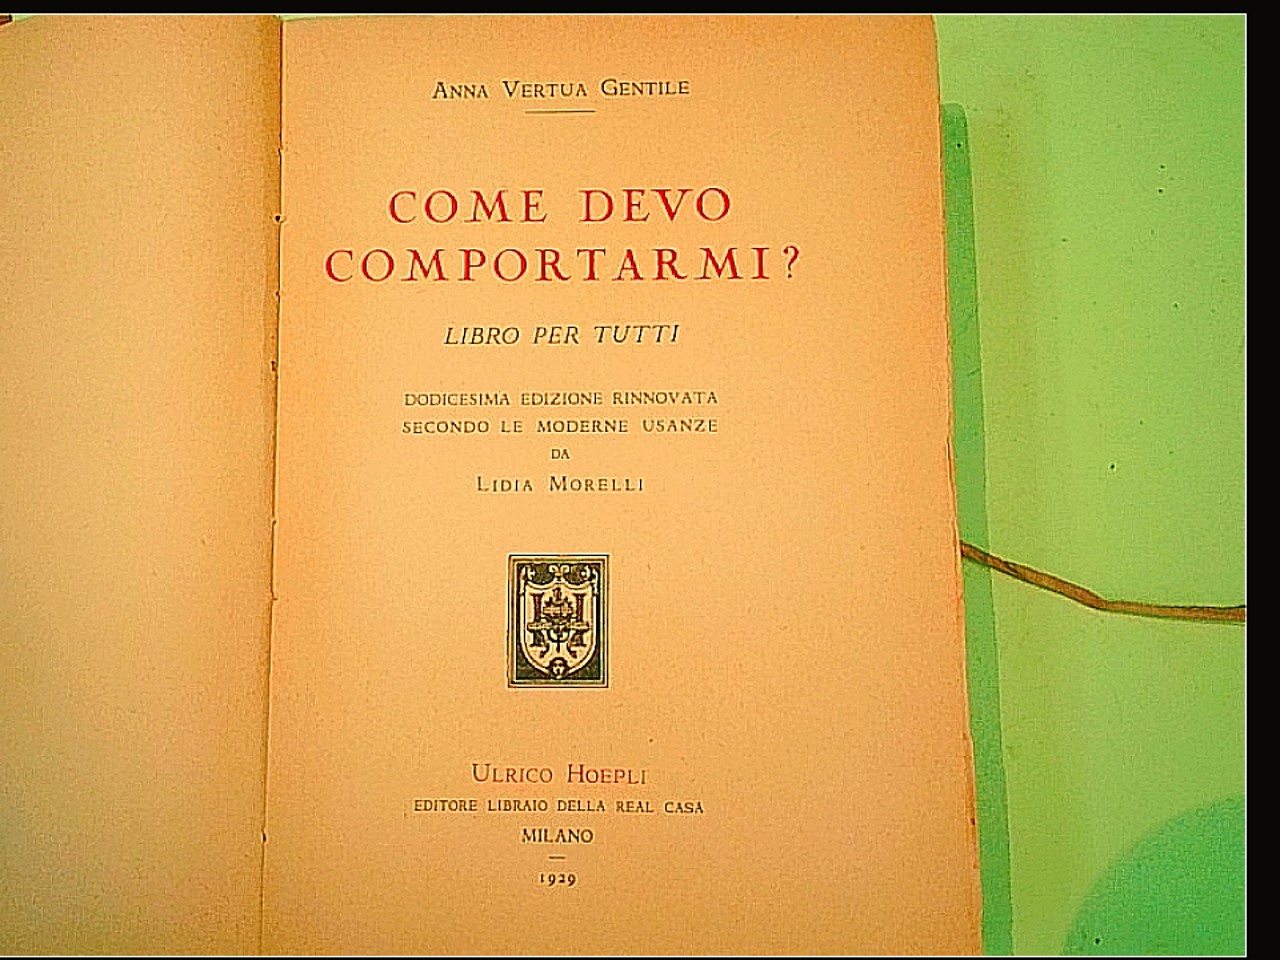 ANNA VERTUA GENTILE
COME DEVO
COMPORTARMI?
LIBRO PER TUTTI
DODICESIMA EDIZIONE RINNOVATA
SECONDO LE MODERNE USANZE
DA
LIDIA MORELLI
ULRICO HOEPLI
EDITORE LIBRAIO DELLA REAL CASA
MILANO
1929